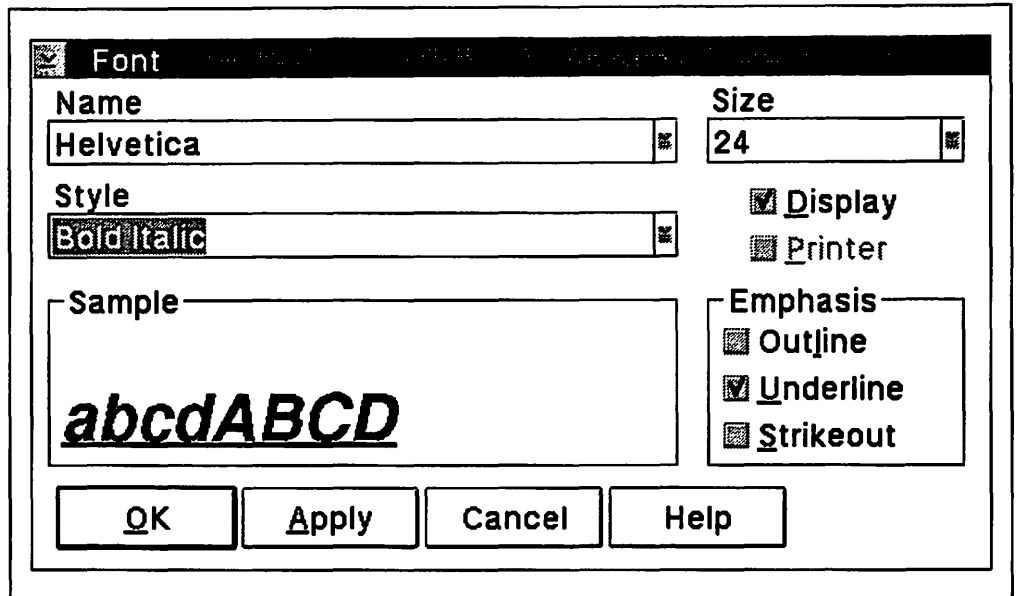 Font
Name
Size
Helvetica
24
Style
Display
Bold Italic
Printer
Sample
Emphasis
Outline
Underline
abcdABCD
Strikeout
OK
Apply
Cancel
Help